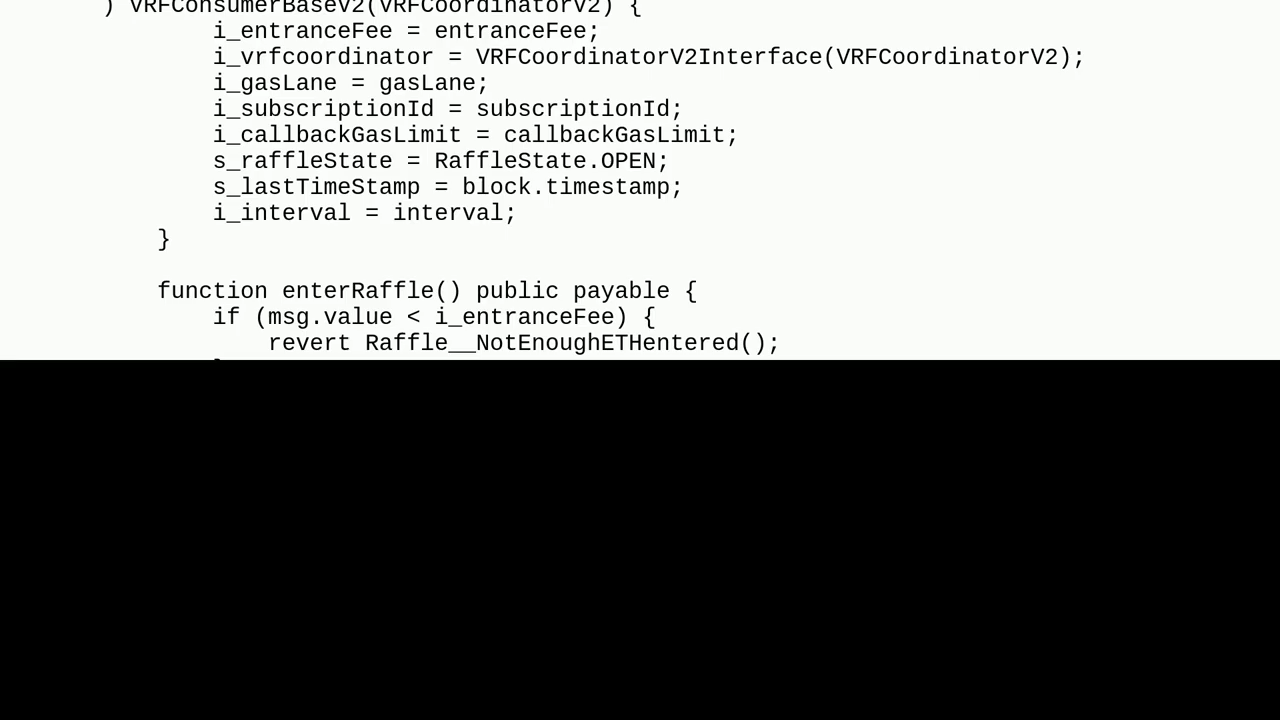 ) VRFConsumerBaseV2(VRFCoordinatorV2) {
i_entranceFee = entranceFee;
i_vrfcoordinator = VRFCoordinatorV2Interface(VRFCoordinatorV2);
i_gasLane = gasLane;
i_subscriptionId = subscriptionId;
i_callbackGasLimit = callbackGasLimit;
s_raffleState = RaffleState.OPEN;
s_lastTimeStamp = block.timestamp;
i_interval = interval;
}
function enterRaffle() public payable {
if (msg.value < i_entranceFee) {
revert Raffle__NotEnoughETHentered();